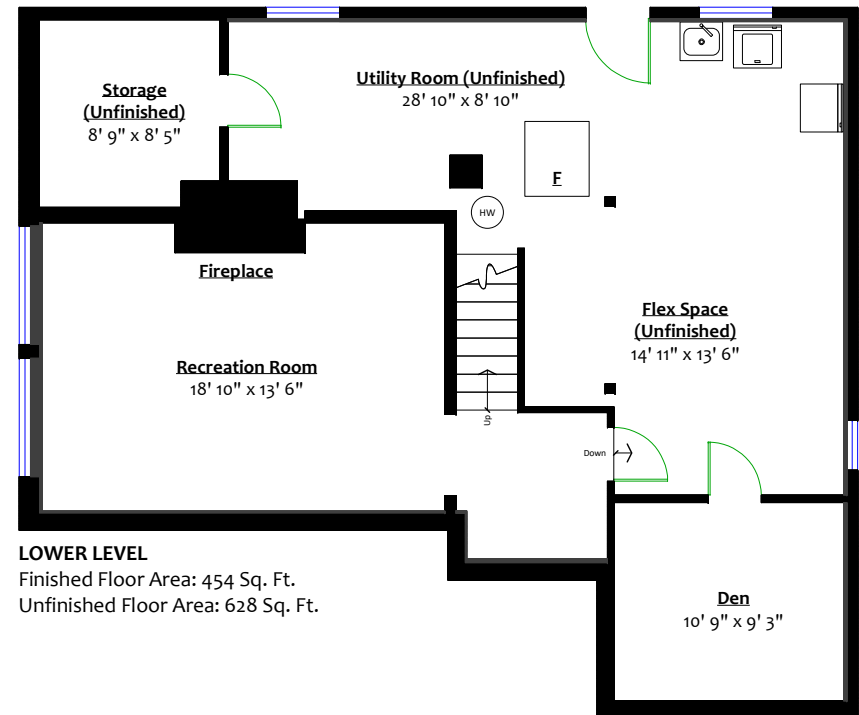 Storage
(Unfinished)
8' 9" x 8' 5"
Utility Room (Unfinished)
28' 10" x 8' 10"
F
HW
Fireplace
Recreation Room
18' 10" x 13' 6"
Flex Space
(Unfinished)
14' 11" x 13' 6"
Up
Down
LOWER LEVEL
Finished Floor Area: 454 Sq. Ft.
Unfinished Floor Area: 628 Sq. Ft.
Den
10' 9" x 9' 3"